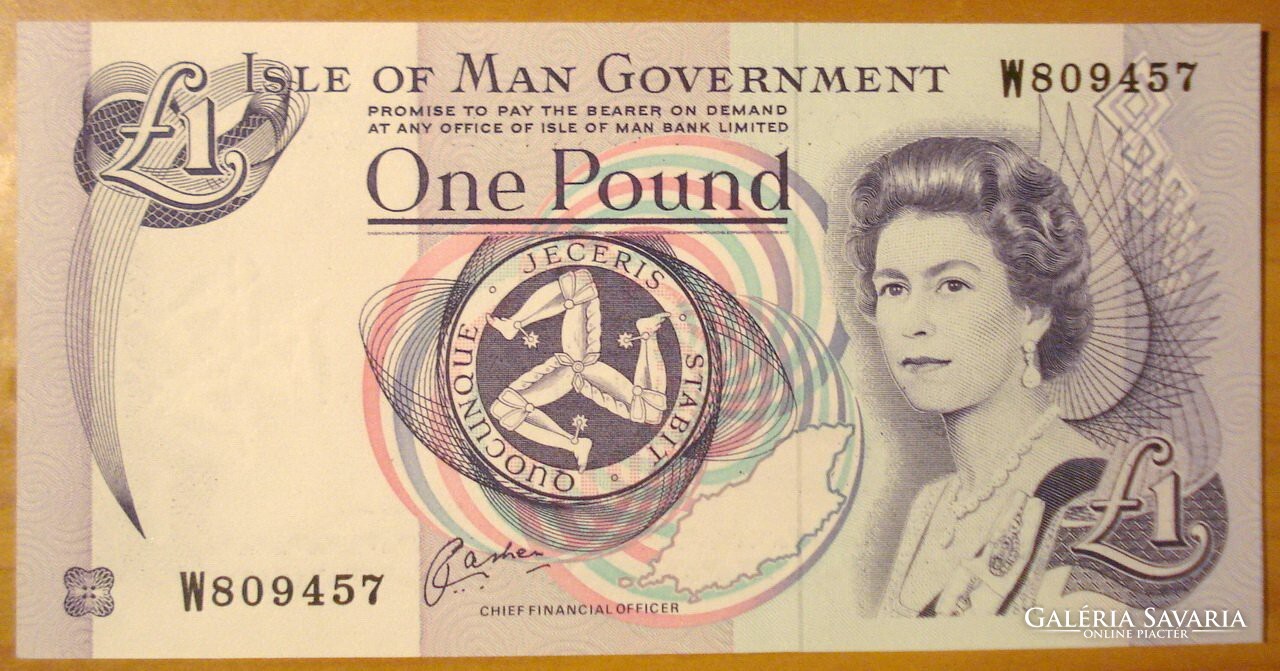 £1
ISLE OF MAN GOVERNMENT
W809457
PROMISE TO PAY THE BEARER ON DEMAND
AT ANY OFFICE OF ISLE OF MAN BANK LIMITED
ONE POUND
QUOCUNQUE · JECERIS · STABIT ·
£1
W809457
CHIEF FINANCIAL OFFICER
GALÉRIA SAVARIA
ONLINE PIACTÉR